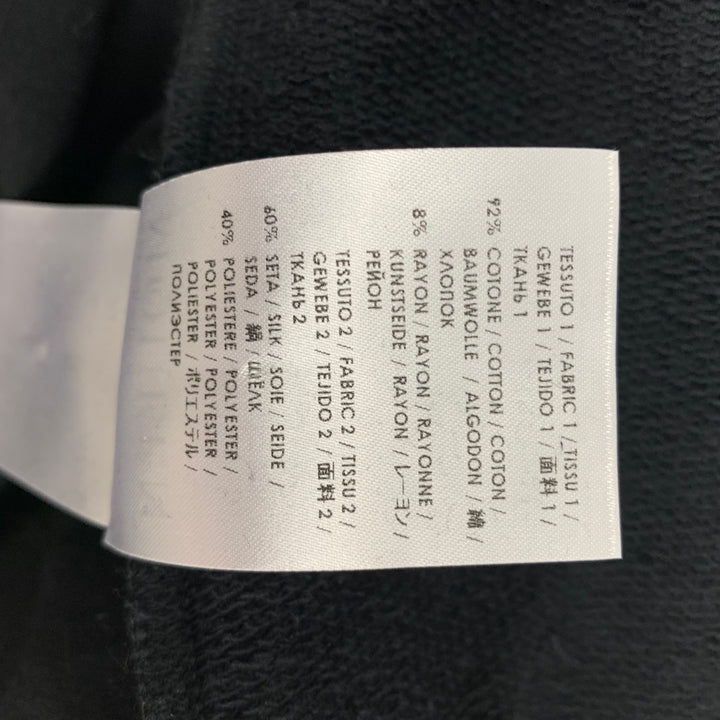 TESSUTO 1 / FABRIC 1 / TISSU 1 /
GEWEBE 1 / TEJIDO 1 / 面料 1 /
ТКАНЬ 1
92% COTONE / COTTON / COTON /
BAUMWOLLE / ALGODON / 綿 /
ХЛОПОК
8% RAYON / RAYON / RAYONNE /
KUNSTSEIDE / RAYON / レーヨン /
РЕЙОН
TESSUTO 2 / FABRIC 2 / TISSU 2 /
GEWEBE 2 / TEJIDO 2 / 面料 2 /
ТКАНЬ 2
60% SETA / SILK / SOIE / SEIDE /
SEDA / 絹 / ШЁЛК
40% POLIESTERE / POLYESTER /
POLYESTER / POLYESTER /
POLIESTER / ポリエステル /
ПОЛИЭСТЕР